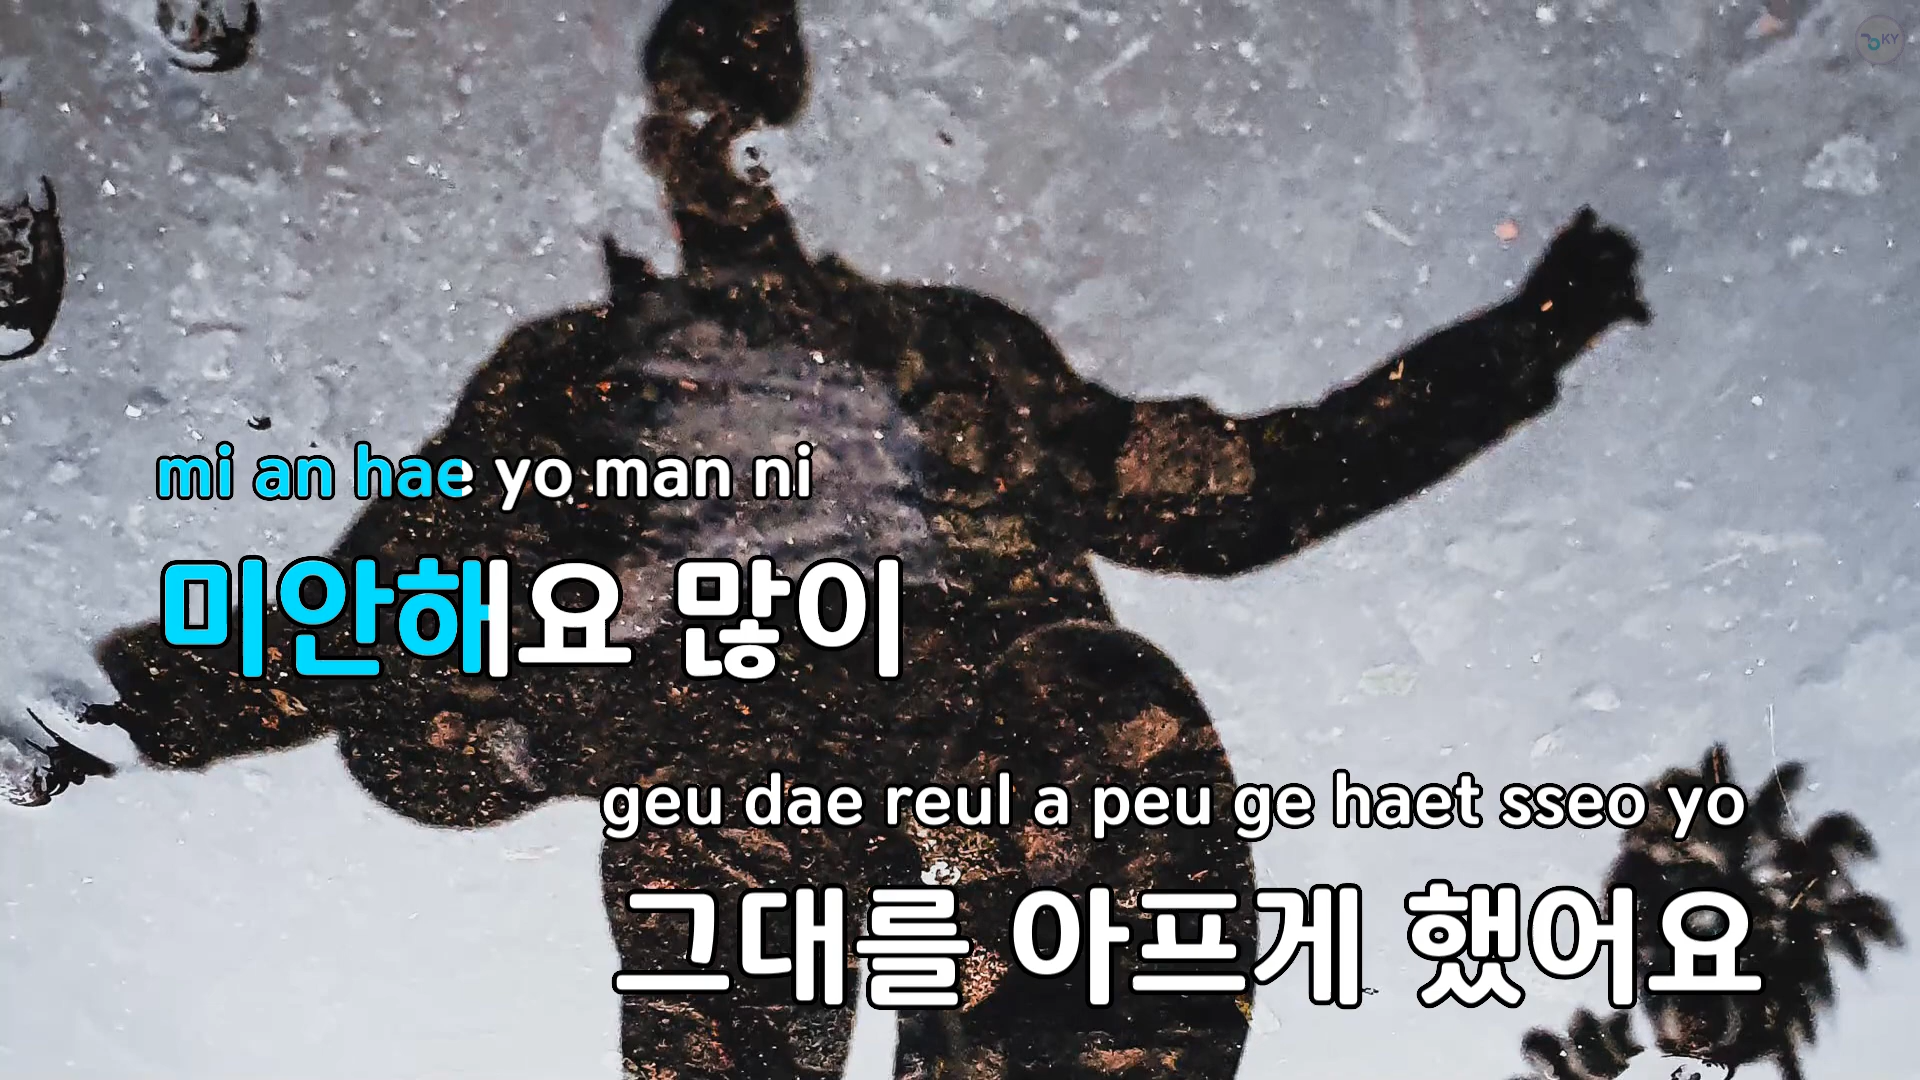 KY
mi an hae yo man ni
미안해요 많이
geu dae reul a peu ge haet sseo yo
그대를 아프게 했어요